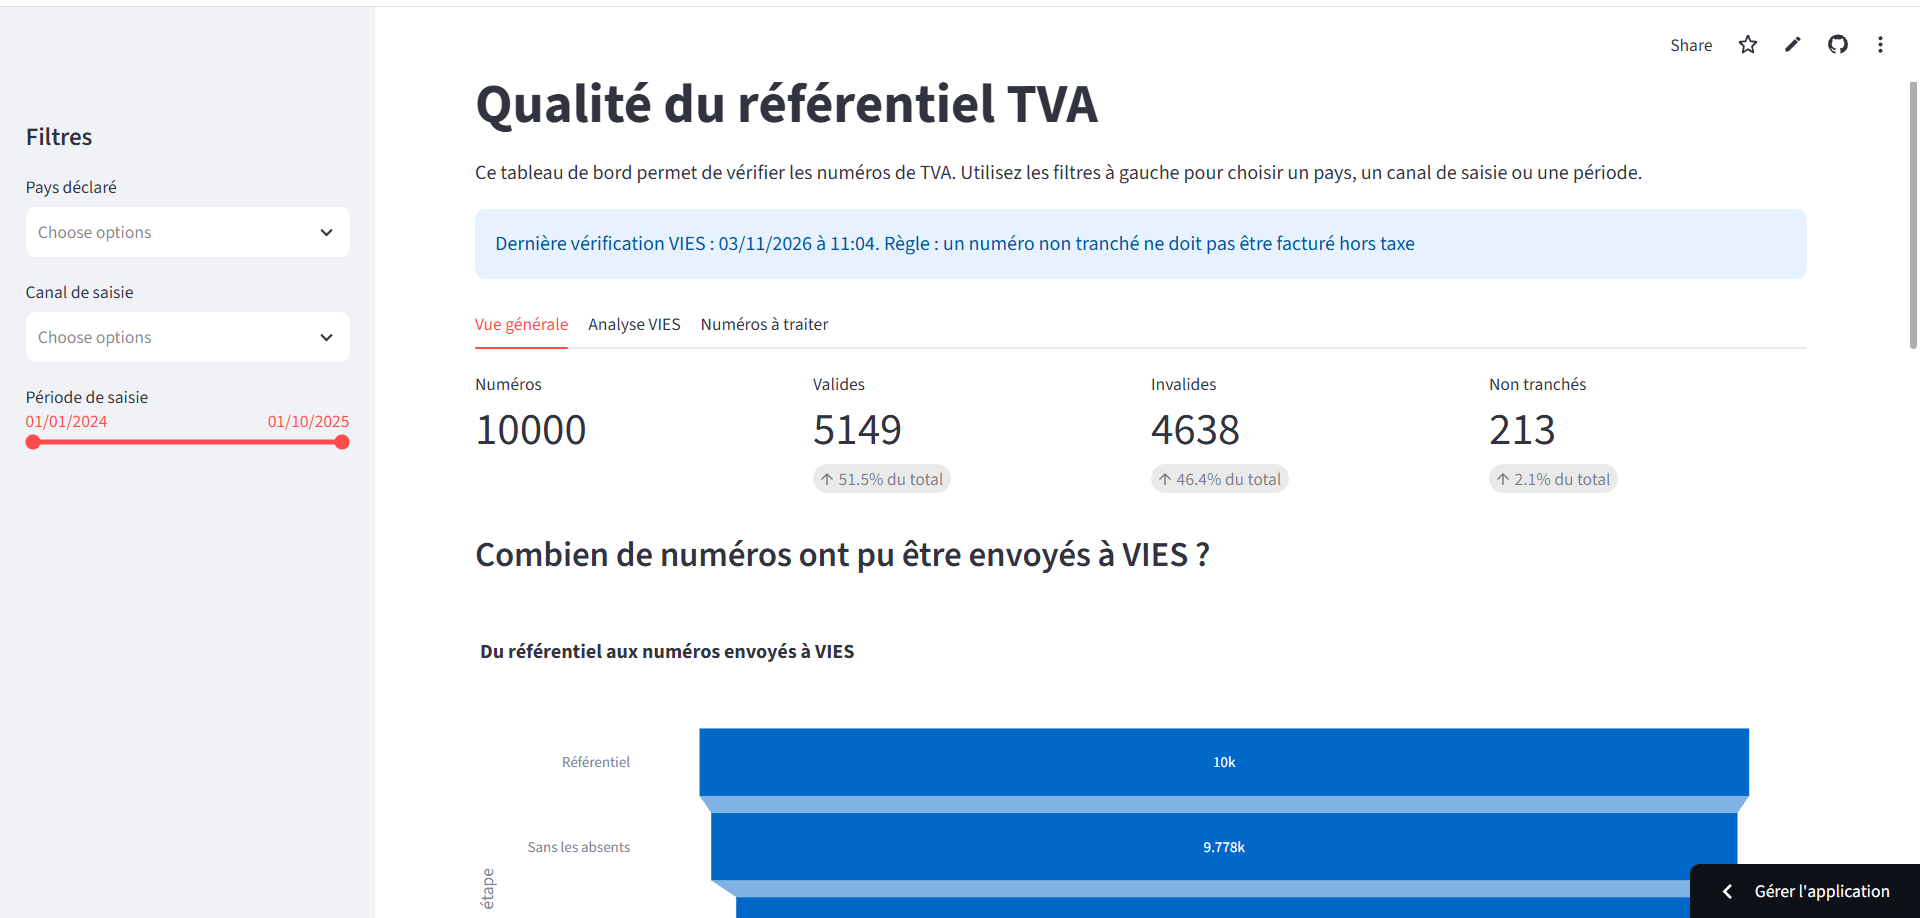 Share
Filtres
Pays déclaré
Choose options
Canal de saisie
Choose options
Période de saisie
01/01/2024 01/10/2025
Qualité du référentiel TVA
Ce tableau de bord permet de vérifier les numéros de TVA. Utilisez les filtres à gauche pour choisir un pays, un canal de saisie ou une période.
Dernière vérification VIES : 03/11/2026 à 11:04. Règle : un numéro non tranché ne doit pas être facturé hors taxe
Vue générale Analyse VIES Numéros à traiter
Numéros Valides Invalides Non tranchés
10000 5149 4638 213
↑ 51.5% du total ↑ 46.4% du total ↑ 2.1% du total
Combien de numéros ont pu être envoyés à VIES ?
Du référentiel aux numéros envoyés à VIES
Référentiel 10k
Sans les absents 9.778k
étape
Gérer l'application